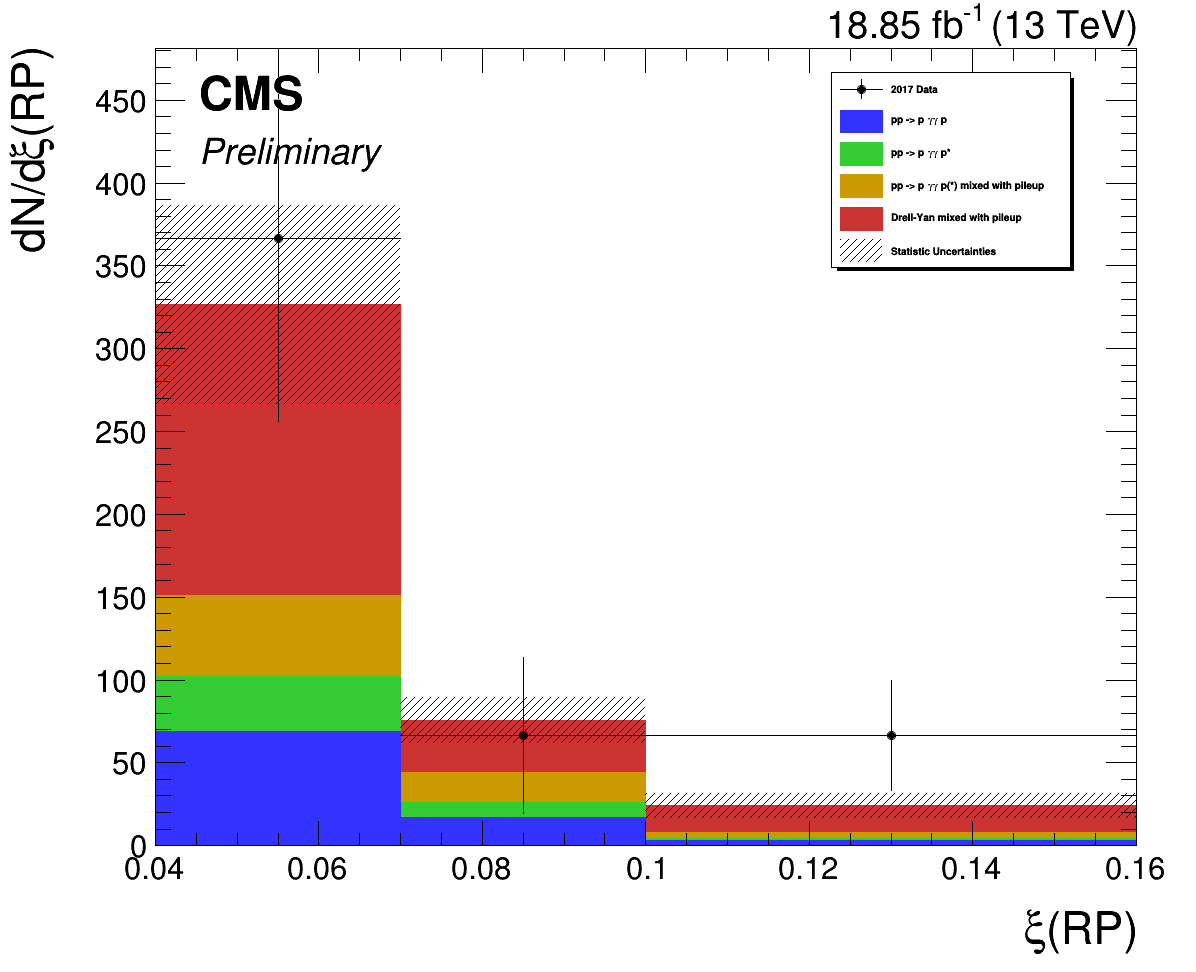 18.85 fb⁻¹ (13 TeV)
dN/dξ(RP)
CMS
Preliminary
2017 Data
pp -> p γγ p
pp -> p γγ p*
pp -> p γγ p(*) mixed with pileup
Drell-Yan mixed with pileup
Statistic Uncertainties
450
400
350
300
250
200
150
100
50
0
0.04 0.06 0.08 0.1 0.12 0.14 0.16
ξ(RP)